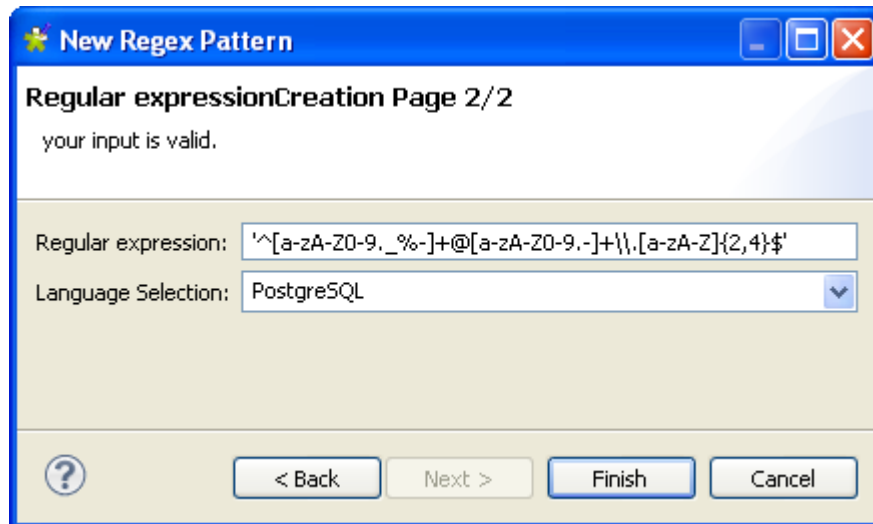 New Regex Pattern
Regular expressionCreation Page 2/2
your input is valid.
Regular expression: '^[a-zA-Z0-9._%-]+@[a-zA-Z0-9.-]+\\.[a-zA-Z]{2,4}$'
Language Selection: PostgreSQL
? < Back Next > Finish Cancel